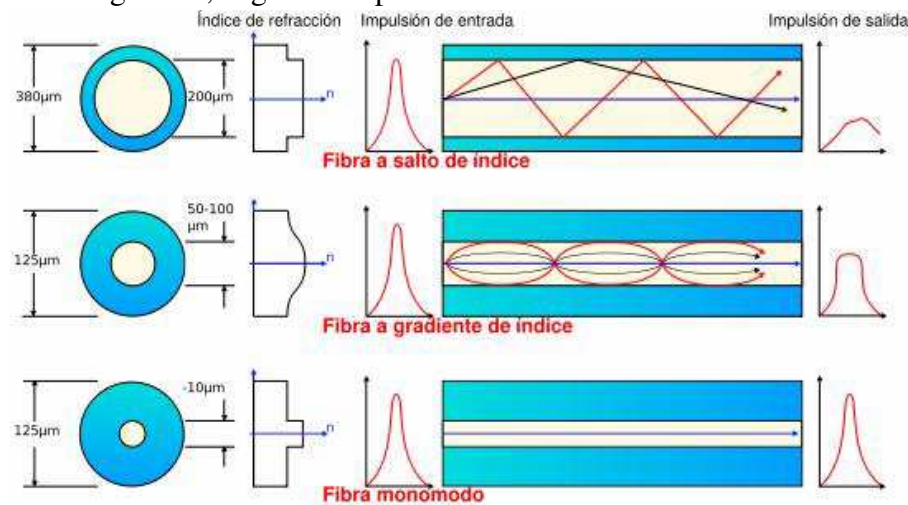 Índice de refracción Impulsión de entrada Impulsión de salida
380µm 200µm n
Fibra a salto de índice
50-100
µm
125µm
Fibra a gradiente de índice
-10µm
n
125µm
Fibra monomodo